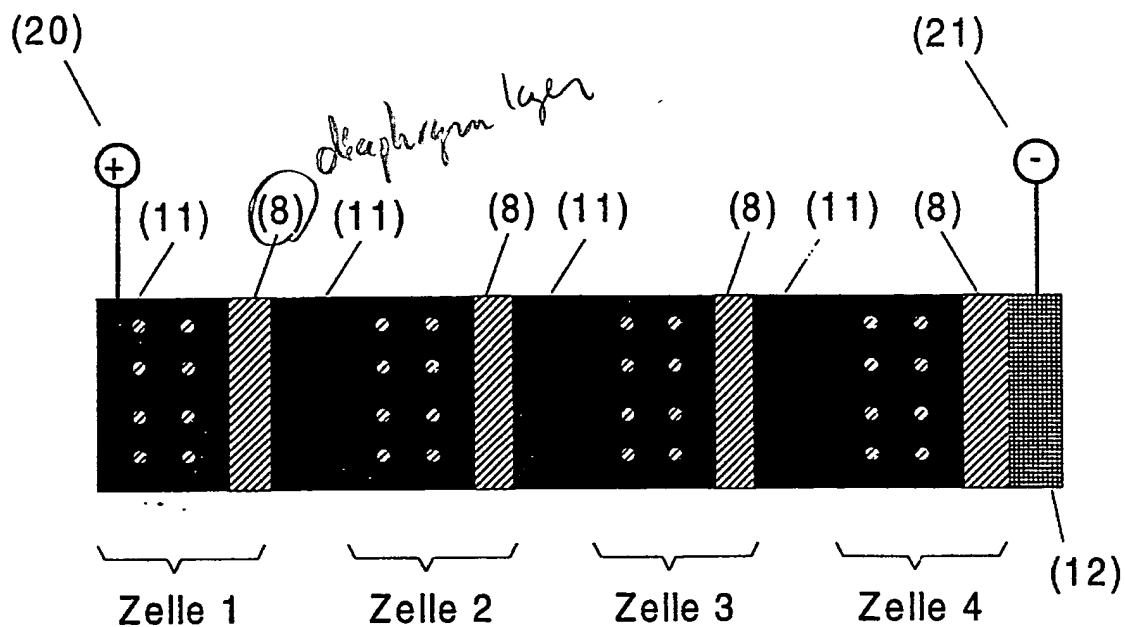 (20)
(21)
diaphragm layer
+
-
(11) (8) (11) (8) (11) (8) (11) (8)
(12)
Zelle 1 Zelle 2 Zelle 3 Zelle 4